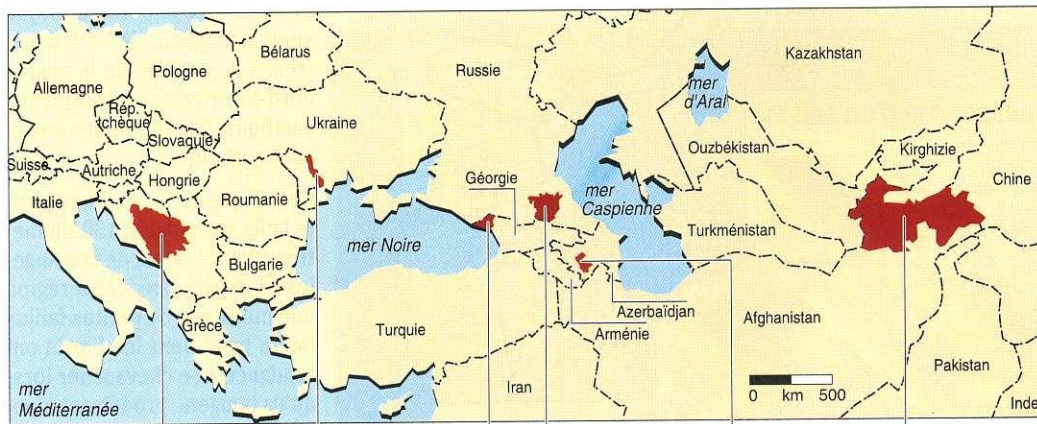 Allemagne
Pologne
Bélarus
Russie
Kazakhstan
Rép.
tchèque
Slovaquie
Ukraine
mer
d'Aral
Suisse
Autriche
Hongrie
Ouzbékistan
Kirghizie
Italie
Roumanie
Géorgie
mer
Caspienne
Chine
mer Noire
Turkménistan
Bulgarie
Azerbaïdjan
Grèce
Turquie
Arménie
Afghanistan
Iran
Pakistan
mer
Méditerranée
0 km 500
Inde